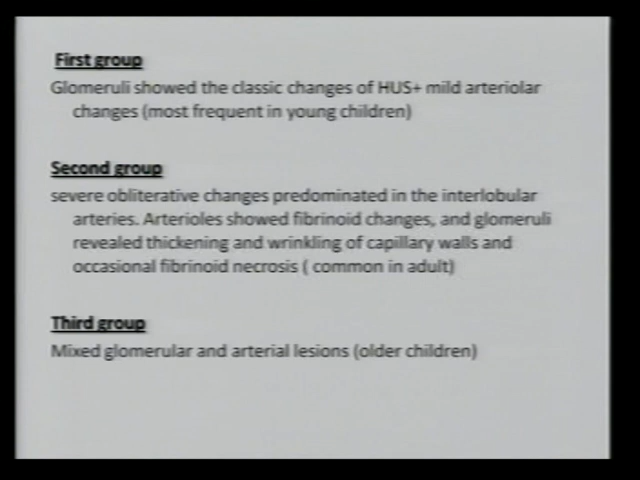 First group
Glomeruli showed the classic changes of HUS+ mild arteriolar
changes (most frequent in young children)
Second group
severe obliterative changes predominated in the interlobular
arteries. Arterioles showed fibrinoid changes, and glomeruli
revealed thickening and wrinkling of capillary walls and
occasional fibrinoid necrosis ( common in adult)
Third group
Mixed glomerular and arterial lesions (older children)